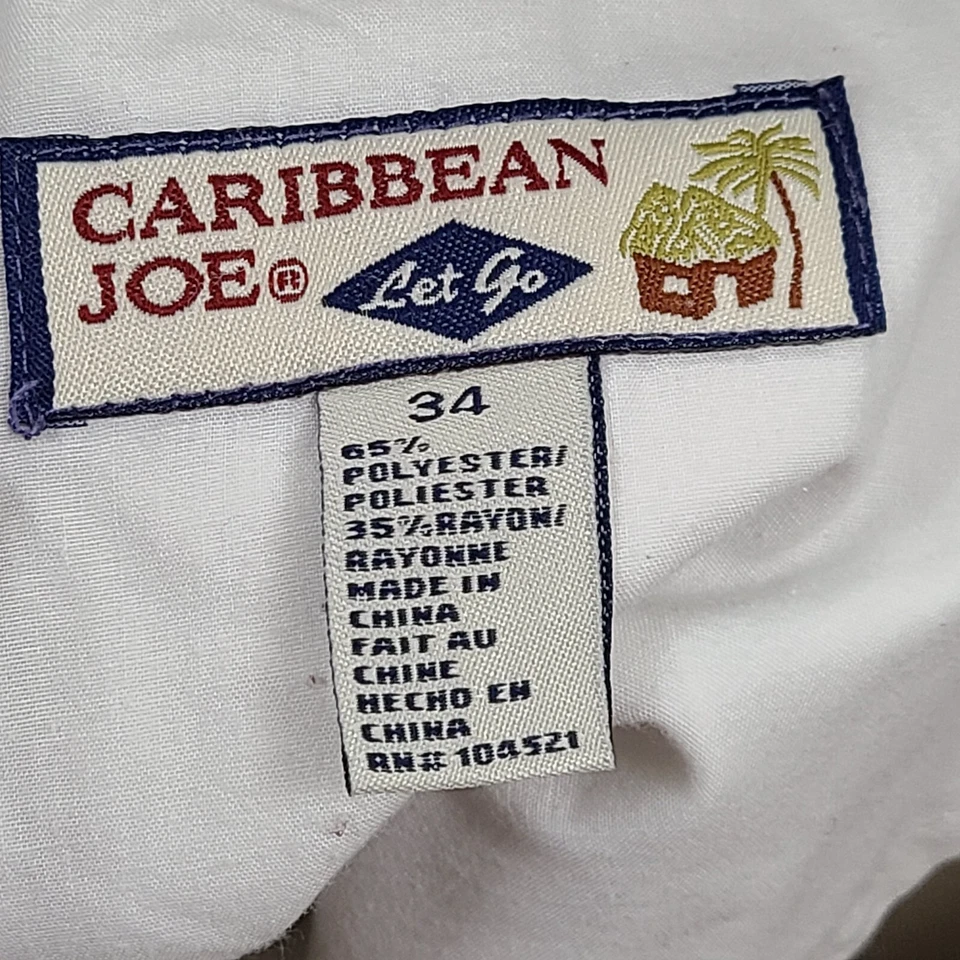 CARIBBEAN
JOE® Let Go
34
65%
POLYESTER/
POLIESTER
35%RAYON/
RAYONNE
MADE IN
CHINA
FAIT AU
CHINE
HECHO EN
CHINA
RN# 104521